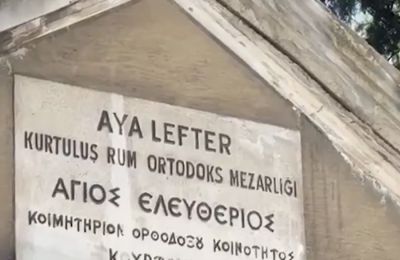 AYA LEFTER
KURTULUŞ RUM ORTODOKS MEZARLIĞI
ΑΓΙΟΣ ΕΛΕΥΘΕΡΙΟΣ
ΚΟΙΜΗΤΗΡΙΟΝ ΟΡΘΟΔΟΞΟΥ ΚΟΙΝΟΤΗΤΟΣ